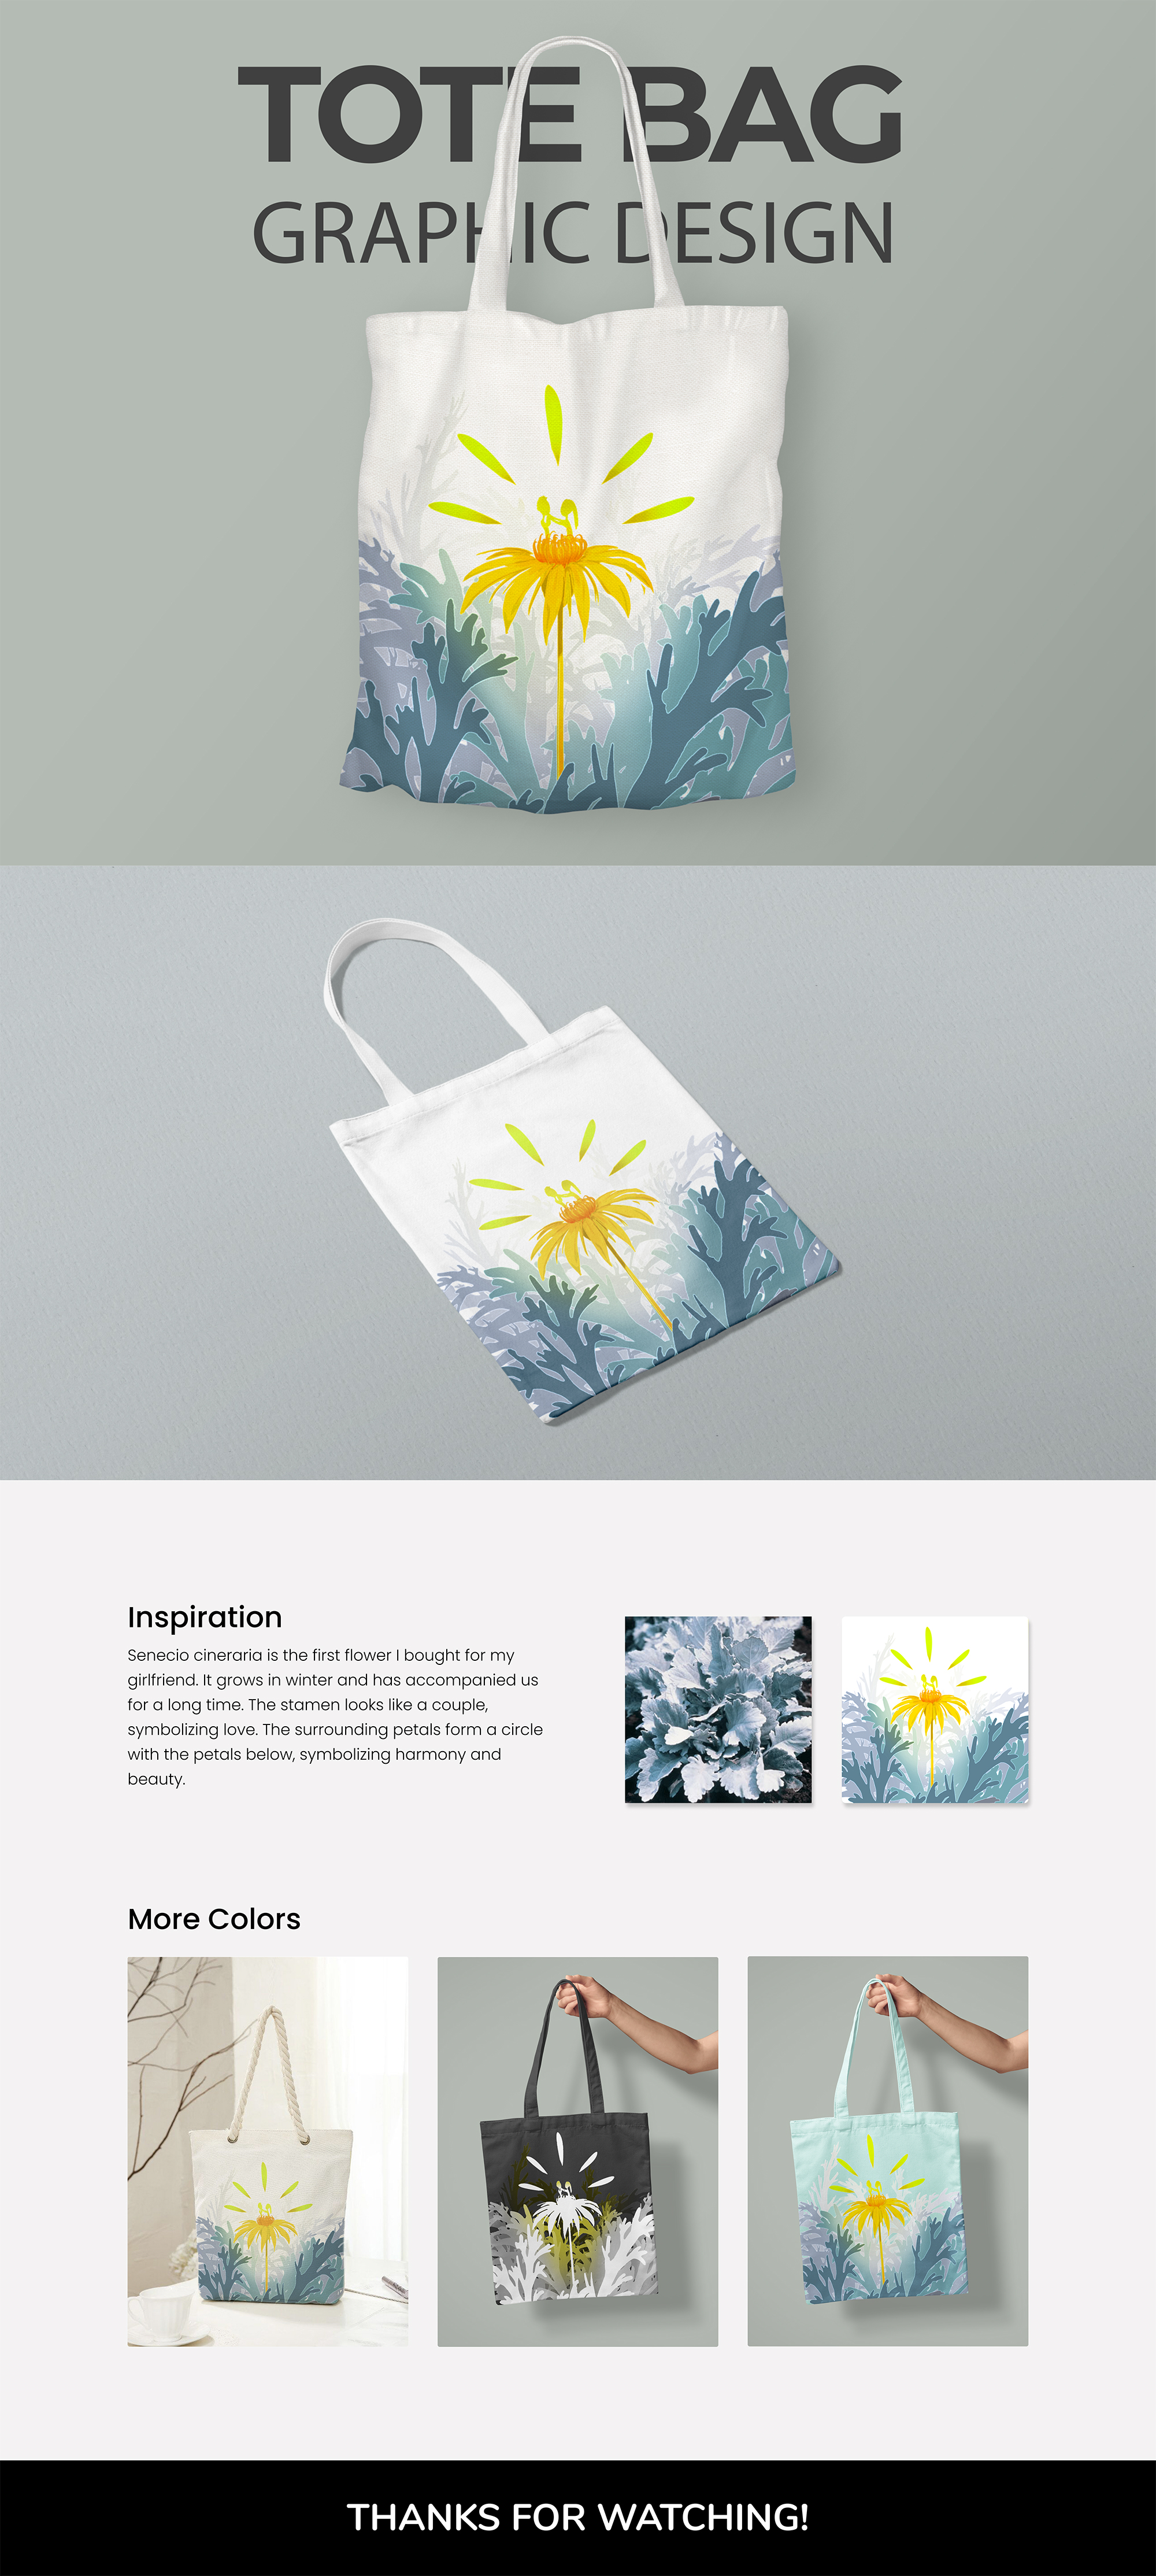 TOTE BAG
GRAPHIC DESIGN
Inspiration
Senecio cineraria is the first flower I bought for my
girlfriend. It grows in winter and has accompanied us
for a long time. The stamen looks like a couple,
symbolizing love. The surrounding petals form a circle
with the petals below, symbolizing harmony and
beauty.
More Colors
THANKS FOR WATCHING!